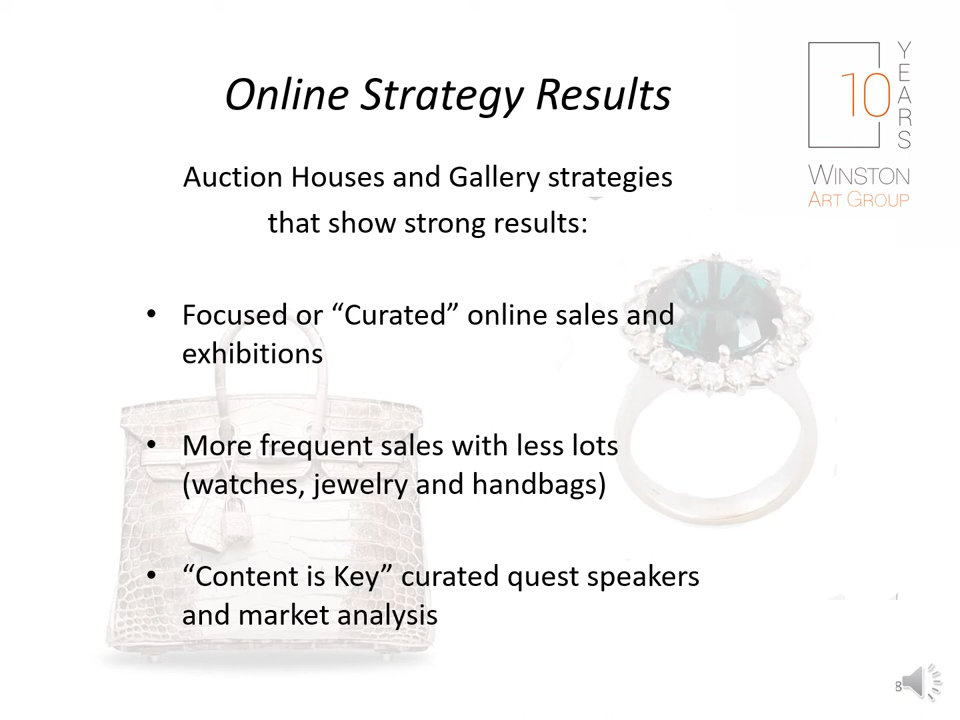 Online Strategy Results
10
YEARS
WINSTON
ART GROUP
Auction Houses and Gallery strategies
that show strong results:
• Focused or “Curated” online sales and
exhibitions
• More frequent sales with less lots
(watches, jewelry and handbags)
• “Content is Key” curated quest speakers
and market analysis
8